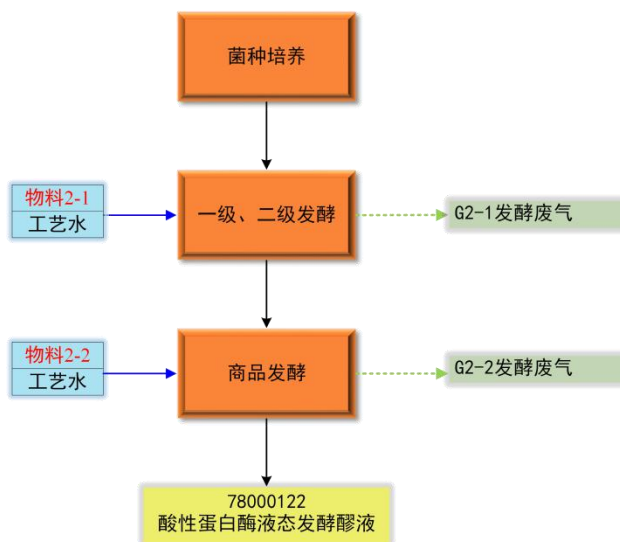 菌种培养
物料2-1
工艺水
一级、二级发酵
G2-1发酵废气
物料2-2
工艺水
商品发酵
G2-2发酵废气
78000122
酸性蛋白酶液态发酵醪液